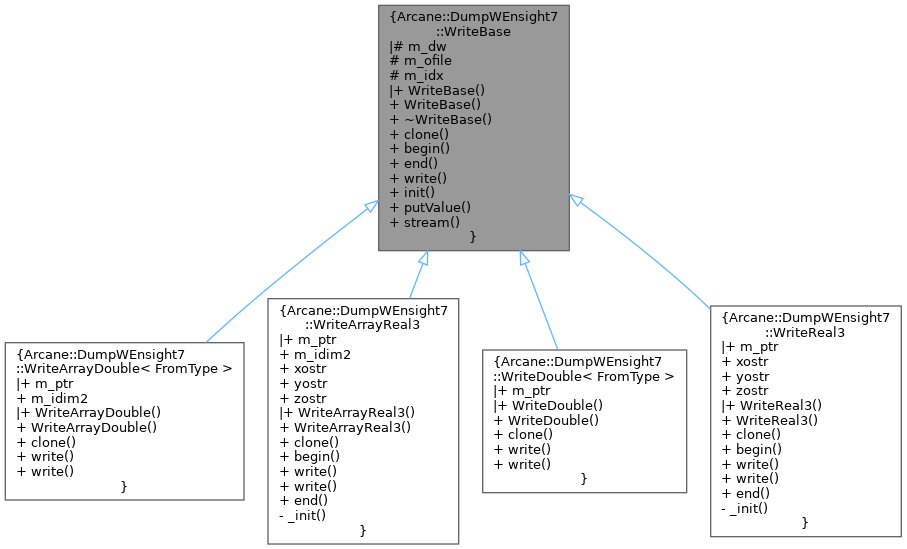 {Arcane::DumpWEnsight7
::WriteBase
|# m_dw
# m_ofile
# m_idx
|+ WriteBase()
+ WriteBase()
+ ~WriteBase()
+ clone()
+ begin()
+ end()
+ write()
+ init()
+ putValue()
+ stream()
}
{Arcane::DumpWEnsight7
::WriteArrayDouble< FromType >
|+ m_ptr
+ m_idim2
|+ WriteArrayDouble()
+ WriteArrayDouble()
+ clone()
+ write()
+ write()
}
{Arcane::DumpWEnsight7
::WriteArrayReal3
|+ m_ptr
+ m_idim2
+ xostr
+ yostr
+ zostr
|+ WriteArrayReal3()
+ WriteArrayReal3()
+ clone()
+ begin()
+ write()
+ write()
+ end()
- _init()
}
{Arcane::DumpWEnsight7
::WriteDouble< FromType >
|+ m_ptr
|+ WriteDouble()
+ WriteDouble()
+ clone()
+ write()
+ write()
}
{Arcane::DumpWEnsight7
::WriteReal3
|+ m_ptr
+ xostr
+ yostr
+ zostr
|+ WriteReal3()
+ WriteReal3()
+ clone()
+ begin()
+ write()
+ write()
+ end()
- _init()
}